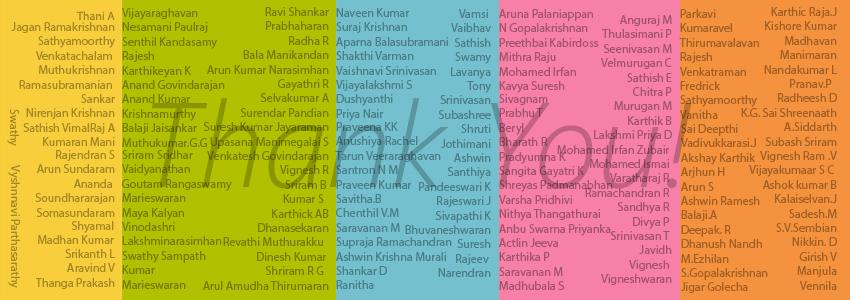 Thani A
Jagan Ramakrishnan
Sathyamoorthy
Venkatachalam
Muthukrishnan
Ramasubramanian
Sankar
Nirenjan Krishnan
Sathish VimalRaj A
Kumaran Mani
Rajendran S
Arun Sundaram
Ananda
Soundhararajan
Somasundaram
Shyamal
Madhan Kumar
Srikanth L
Aravind V
Thanga Prakash
Swathy
Vyshnnavi Parthasarathy
Vijayaraghavan
Nesamani Paulraj
Senthil Kandasamy
Rajesh
Karthikeyan K
Anand Govindarajan
Anand Kumar
Krishnamurthy
Balaji Jaisankar
Muthukumar.G.G
Sriram Sridhar
Vaidyanathan
Goutam Rangaswamy
Marieswaran
Maya Kalyan
Vinodashri
Lakshminarasimhan
Swathy Sampath
Kumar
Marieswaran
Ravi Shankar
Prabhaharan
Radha R
Bala Manikandan
Arun Kumar Narasimhan
Gayathri R
Selvakumar A
Surendar Pandian
Suresh Kumar Jayaraman
Upasana Manimegalai S
Venkatesh Govindarajan
Vignesh R
Sriram B
Kumar S
Karthick AB
Dhanasekaran
Revathi Muthurakku
Dinesh Kumar
Shriram R G
Arul Amudha Thirumaran
Naveen Kumar
Suraj Krishnan
Aparna Balasubramani
Shakthi Varman
Vaishnavi Srinivasan
Vijayalakshmi S
Dushyanthi
Priya Nair
Praveena KK
Anushiya Rachel
Tarun Veeraraghavan
Santron N M
Praveen Kumar
Savitha.B
Chenthil V.M
Saravanan M
Supraja Ramachandran
Ashwin Krishna Murali
Shankar D
Ranitha
Vamsi
Vaibhav
Sathish
Swamy
Lavanya
Tony
Srinivasan
Subashree
Shruti
Jothimani
Ashwin
Santhiya
Pandeeswari K
Rajeswari J
Sivapathi K
Bhuvaneshwaran
Suresh
Rajeev
Narendran
Aruna Palaniappan
N Gopalakrishnan
Preethbai Kabirdoss
Mithra Raju
Mohamed Irfan
Kavya Suresh
Sivagnani
Prabhu T
Beryl
Bharath R
Pradyumna K
Sangita Gayatri K
Shreyas Padmanabhan
Varsha Pridhivi
Nithya Thangathurai
Anbu Swarna Priyanka
Actlin Jeeva
Karthika P
Saravanan M
Madhubala S
Anguraj M
Thulasimani P
Seenivasan M
Velmurugan C
Sathish E
Chitra P
Murugan M
Karthik B
Lakshmi Priya D
Mohamed Irfan Zubair
Mohamed Ismai
Varatharaj R
Ramachandran R
Sandhya R
Divya P
Srinivasan T
Javidh
Vignesh
Vigneshwaran
Parkavi
Kumaravel
Thirumavalavan
Rajesh
Venkatraman
Fredrick
Sathyamoorthy
Vanitha
Sai Deepthi
Vadivukkarasi.J
Akshay Karthik
Arjhun H
Arun S
Ashwin Ramesh
Balaji.A
Deepak. R
Dhanush Nandh
M.Ezhilan
S.Gopalakrishnan
Jigar Golecha
Karthic Raja.J
Kishore Kumar
Madhavan
Manimaran
Nandakumar L
Pranav.P
Radheesh D
K.G. Sai Shreenaath
A.Siddarth
Subash Sriram
Vignesh Ram .V
Vijayakumaar S C
Ashok kumar B
Kalaiselvan.J
Sadesh.M
S.V.Sembian
Nikkin. D
Girish V
Manjula
Vennila
Thank You!